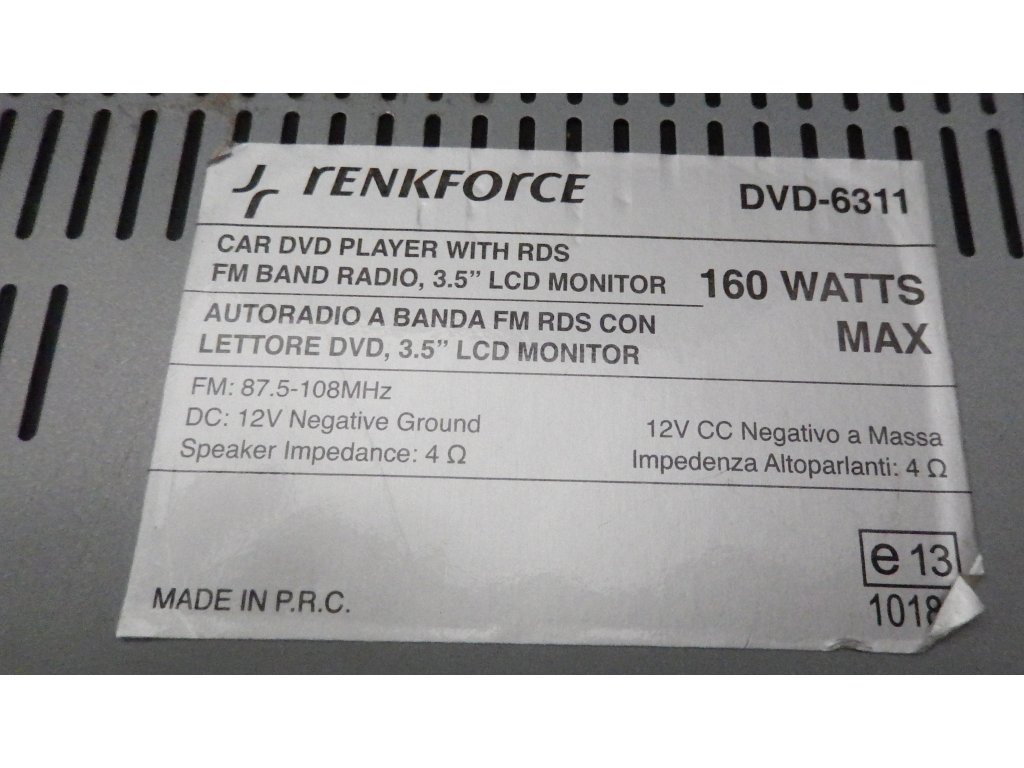 renkforce DVD-6311
CAR DVD PLAYER WITH RDS
FM BAND RADIO, 3.5” LCD MONITOR
160 WATTS
MAX
AUTORADIO A BANDA FM RDS CON
LETTORE DVD, 3.5” LCD MONITOR
FM: 87.5-108MHz
DC: 12V Negative Ground
Speaker Impedance: 4 Ω
12V CC Negativo a Massa
Impedenza Altoparlanti: 4 Ω
e 13
MADE IN P.R.C.